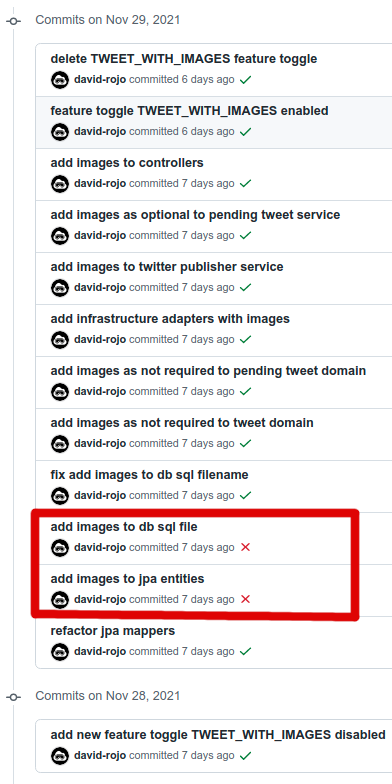 Commits on Nov 29, 2021
delete TWEET_WITH_IMAGES feature toggle
david-rojo committed 6 days ago
feature toggle TWEET_WITH_IMAGES enabled
david-rojo committed 6 days ago
add images to controllers
david-rojo committed 7 days ago
add images as optional to pending tweet service
david-rojo committed 7 days ago
add images to twitter publisher service
david-rojo committed 7 days ago
add infrastructure adapters with images
david-rojo committed 7 days ago
add images as not required to pending tweet domain
david-rojo committed 7 days ago
add images as not required to tweet domain
david-rojo committed 7 days ago
fix add images to db sql filename
david-rojo committed 7 days ago
add images to db sql file
david-rojo committed 7 days ago
add images to jpa entities
david-rojo committed 7 days ago
refactor jpa mappers
david-rojo committed 7 days ago
Commits on Nov 28, 2021
add new feature toggle TWEET_WITH_IMAGES disabled
david-rojo committed 7 days ago